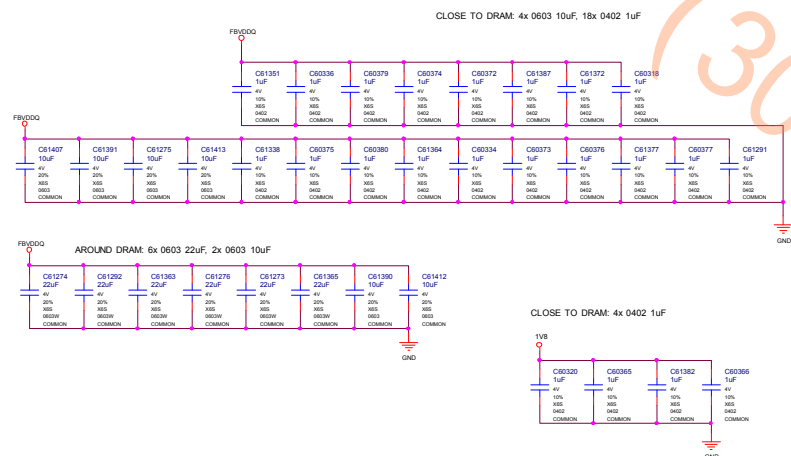 CLOSE TO DRAM: 4x 0603 10uF, 18x 0402 1uF
FBVDDQ
C61351 C60336 C60379 C60374 C60372 C61387 C61372 C60318
1uF 1uF 1uF 1uF 1uF 1uF 1uF 1uF
4V 4V 4V 4V 4V 4V 4V 4V
10% 10% 10% 10% 10% 10% 10% 10%
X6S X6S X6S X6S X6S X6S X6S X6S
0402 0402 0402 0402 0402 0402 0402 0402
COMMON COMMON COMMON COMMON COMMON COMMON COMMON COMMON
FBVDDQ
C61407 C61391 C61275 C61413 C61338 C60375 C60380 C61364 C60334 C60373 C60376 C61377 C60377 C61291
10uF 10uF 10uF 10uF 1uF 1uF 1uF 1uF 1uF 1uF 1uF 1uF 1uF 1uF
4V 4V 4V 4V 4V 4V 4V 4V 4V 4V 4V 4V 4V 4V
20% 20% 20% 20% 10% 10% 10% 10% 10% 10% 10% 10% 10% 10%
X6S X6S X6S X6S X6S X6S X6S X6S X6S X6S X6S X6S X6S X6S
0603 0603 0603 0603 0402 0402 0402 0402 0402 0402 0402 0402 0402 0402
COMMON COMMON COMMON COMMON COMMON COMMON COMMON COMMON COMMON COMMON COMMON COMMON COMMON COMMON
GND
FBVDDQ
AROUND DRAM: 6x 0603 22uF, 2x 0603 10uF
C61274 C61292 C61363 C61276 C61273 C61365 C61390 C61412
22uF 22uF 22uF 22uF 22uF 22uF 10uF 10uF
4V 4V 4V 4V 4V 4V 4V 4V
20% 20% 20% 20% 20% 20% 20% 20%
X6S X6S X6S X6S X6S X6S X6S X6S
0603W 0603W 0603W 0603W 0603W 0603W 0603 0603
COMMON COMMON COMMON COMMON COMMON COMMON COMMON COMMON
GND
CLOSE TO DRAM: 4x 0402 1uF
1V8
C60320 C60365 C61382 C60366
1uF 1uF 1uF 1uF
4V 4V 4V 4V
10% 10% 10% 10%
X6S X6S X6S X6S
0402 0402 0402 0402
COMMON COMMON COMMON COMMON
GND
(30